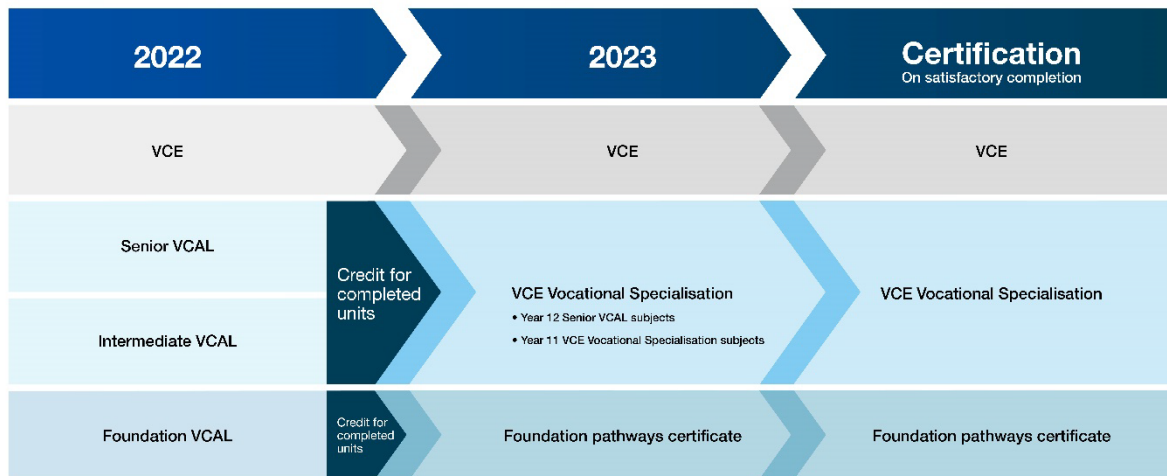 2022
2023
Certification
On satisfactory completion
VCE
VCE
VCE
Senior VCAL
Intermediate VCAL
Credit for
completed
units
VCE Vocational Specialisation
• Year 12 Senior VCAL subjects
• Year 11 VCE Vocational Specialisation subjects
VCE Vocational Specialisation
Foundation VCAL
Credit for
completed
units
Foundation pathways certificate
Foundation pathways certificate